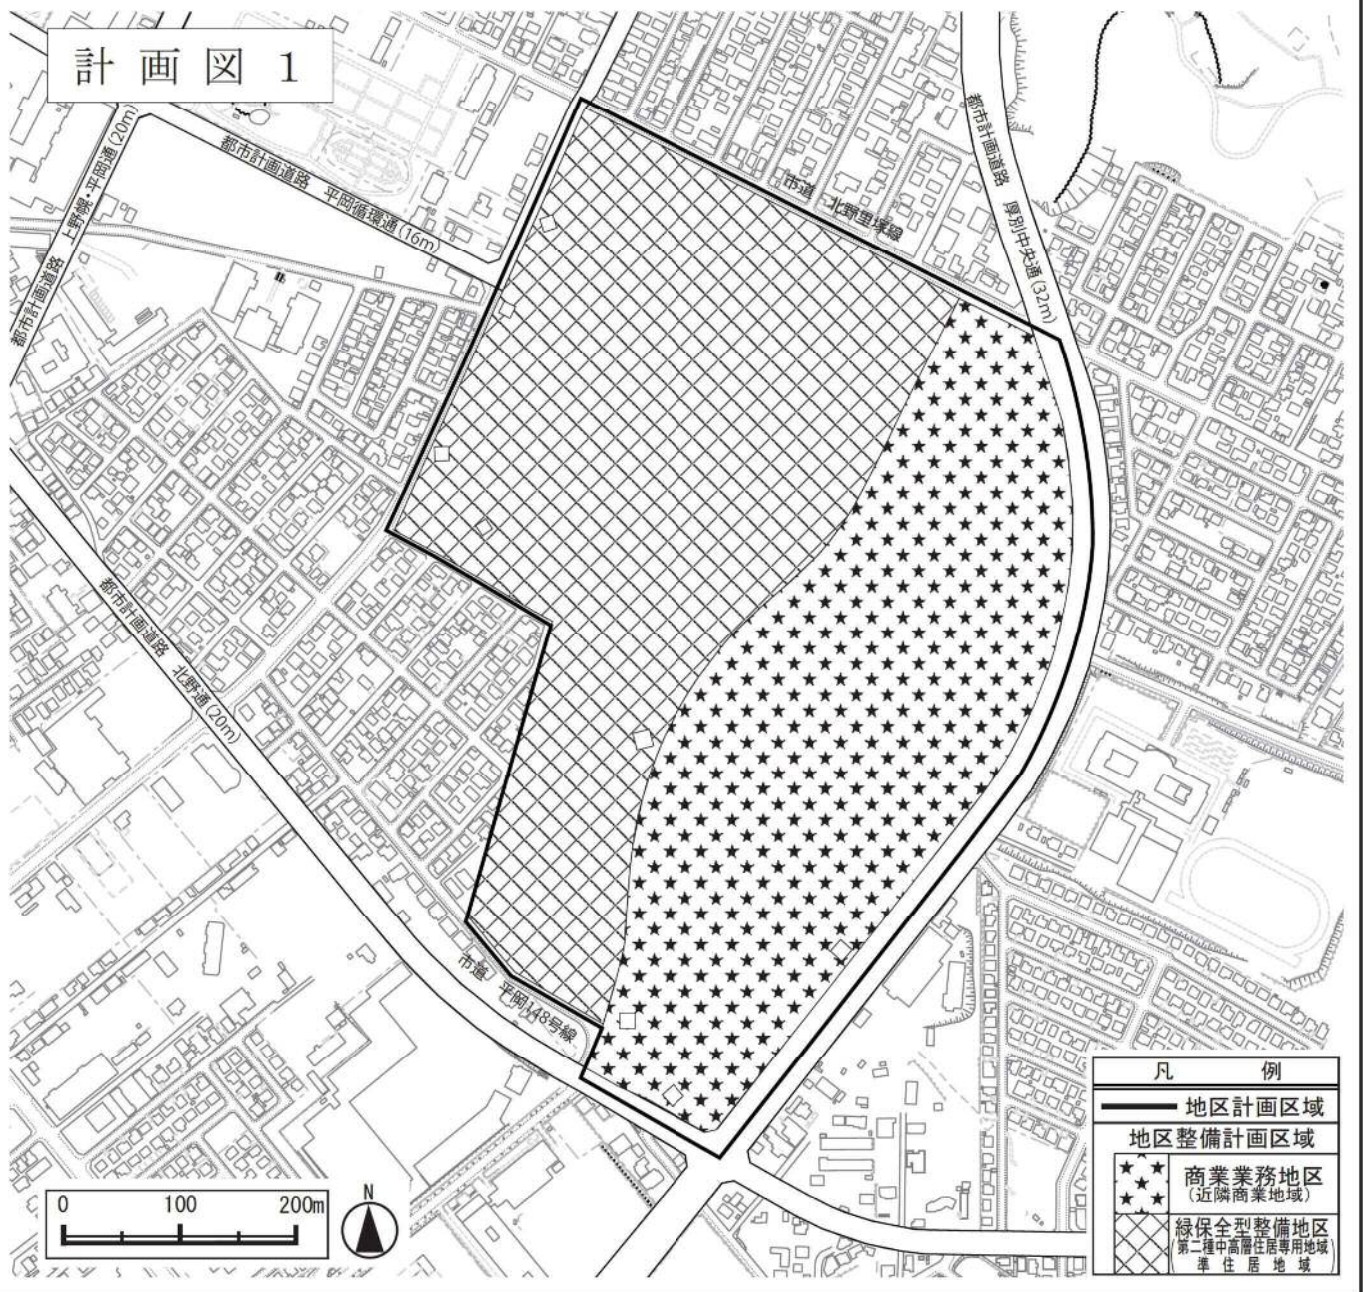 計画図 1
都市計画道路 上野幌・平岡通(20m)
都市計画道路 平岡循環通(16m)
市道 北野里塚線
都市計画道路 厚別中央通(32m)
都市計画道路 北野通(20m)
市道 平岡148号線
0 100 200m
N
凡 例
地区計画区域
地区整備計画区域
商業業務地区
(近隣商業地域)
緑保全型整備地区
(第二種中高層住居専用地域
準住居地域)